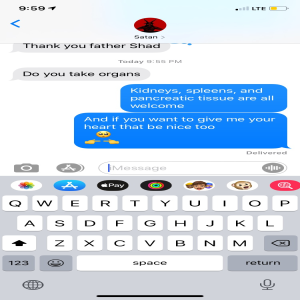 9:59
LTE
Satan >
Thank you father Shad
Today 9:55 PM
Do you take organs
Kidneys, spleens, and
pancreatic tissue are all
welcome
And if you want to give me your
heart that be nice too
Delivered
Message
Pay
Q W E R T Y U I O P
A S D F G H J K L
Z X C V B N M
123 space return